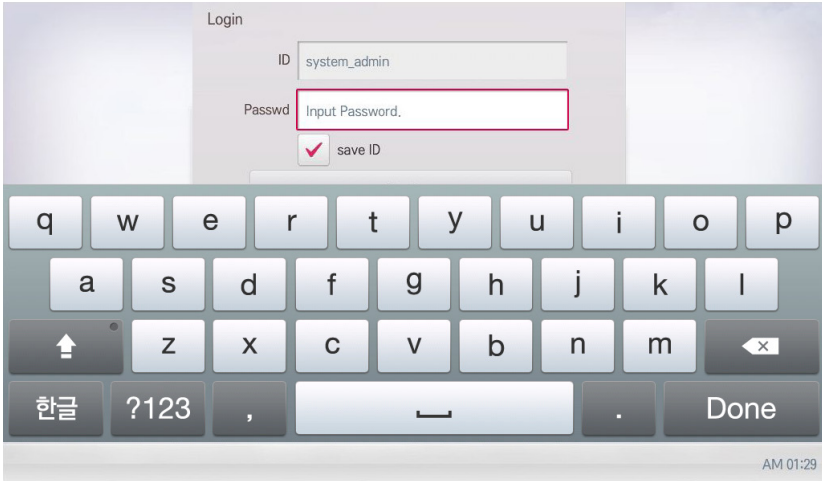 Login
ID system_admin
Passwd Input Password.
save ID
q w e r t y u i o p
a s d f g h j k l
z x c v b n m
한글 ?123 , . Done
AM 01:29